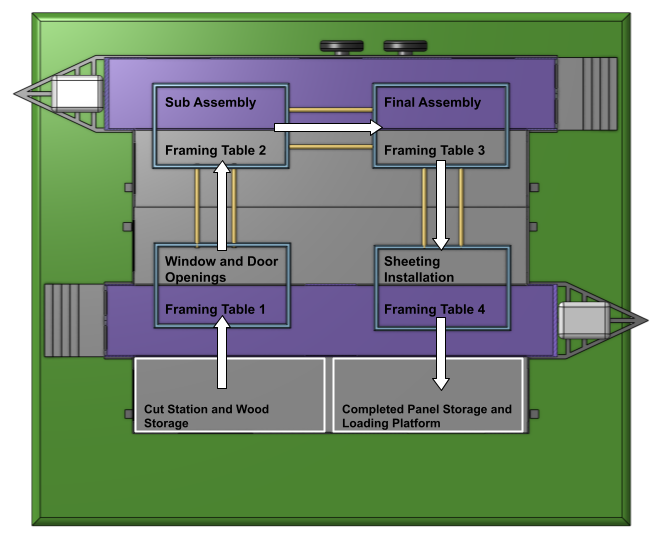 Sub Assembly
Final Assembly
Framing Table 2
Framing Table 3
Window and Door
Openings
Sheeting
Installation
Framing Table 1
Framing Table 4
Cut Station and Wood
Storage
Completed Panel Storage and
Loading Platform